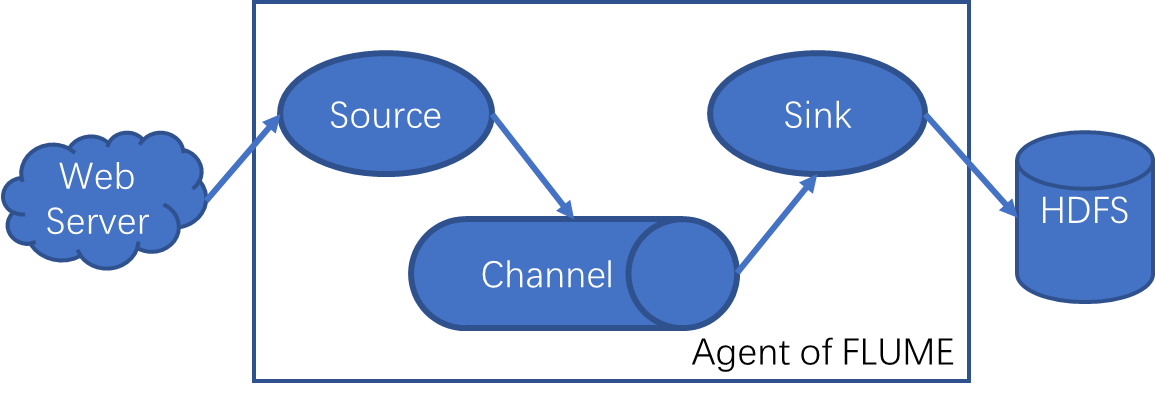 Source
Sink
Web
Server
HDFS
Channel
Agent of FLUME